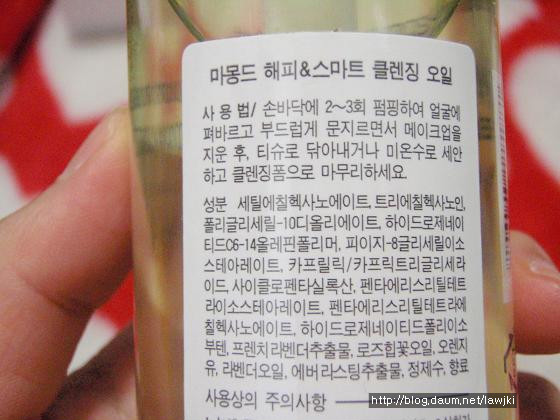 마몽드 해피&스마트 클렌징 오일
사 용 법/ 손바닥에 2~3회 펌핑하여 얼굴에
펴바르고 부드럽게 문지르면서 메이크업을
지운 후, 티슈로 닦아내거나 미온수로 세안
하고 클렌징폼으로 마무리하세요.
성분 세틸에칠헥사노에이트, 트리에칠헥사노인,
폴리글리세릴-10디올리에이트, 하이드로제네이
티드C6-14올레핀폴리머, 피이지-8글리세릴이소
스테아레이트, 카프릴릭/카프릭트리글리세라
이드, 사이클로펜타실록산, 펜타에리스리틸테트
라이소스테아레이트, 펜타에리스리틸테트라에
칠헥사노에이트, 하이드로제네이티드폴리이소
부텐, 프렌치라벤더추출물, 로즈힙꽃오일, 오렌지
유, 라벤더오일, 에버라스팅추출물, 정제수, 향료
사용상의 주의사항
http://blog.daum.net/lawjki